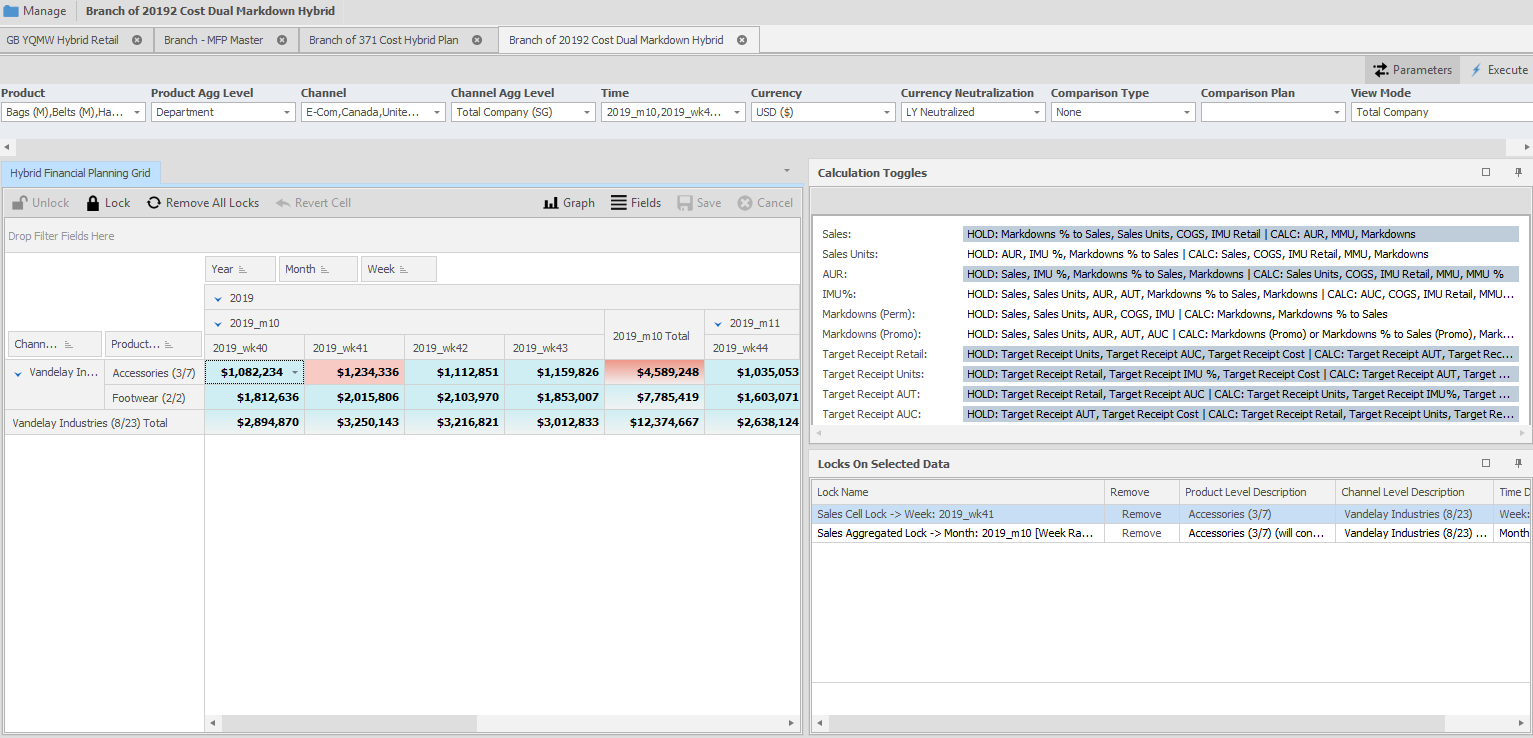 Manage Branch of 20192 Cost Dual Markdown Hybrid
GB YQMW Hybrid Retail Branch - MFP Master Branch of 371 Cost Hybrid Plan Branch of 20192 Cost Dual Markdown Hybrid
Parameters Execute
Product Product Agg Level Channel Channel Agg Level Time Currency Currency Neutralization Comparison Type Comparison Plan View Mode
Bags (M),Belts (M),Ha... Department E-Com,Canada,Unite... Total Company (SG) 2019_m10,2019_wk4... USD ($) LY Neutralized None Total Company
Hybrid Financial Planning Grid
Unlock Lock Remove All Locks Revert Cell Graph Fields Save Cancel
Drop Filter Fields Here
Year Month Week
2019
2019_m10 2019_m10 Total 2019_m11
Chann... Product... 2019_wk40 2019_wk41 2019_wk42 2019_wk43 2019_wk44
Vandelay In... Accessories (3/7) $1,082,234 $1,234,336 $1,112,851 $1,159,826 $4,589,248 $1,035,053
Footwear (2/2) $1,812,636 $2,015,806 $2,103,970 $1,853,007 $7,785,419 $1,603,071
Vandelay Industries (8/23) Total $2,894,870 $3,250,143 $3,216,821 $3,012,833 $12,374,667 $2,638,124
Calculation Toggles
Sales: HOLD: Markdowns % to Sales, Sales Units, COGS, IMU Retail | CALC: AUR, MMU, Markdowns
Sales Units: HOLD: AUR, IMU %, Markdowns % to Sales | CALC: Sales, COGS, IMU Retail, MMU, Markdowns
AUR: HOLD: Sales, IMU %, Markdowns % to Sales, Markdowns | CALC: Sales Units, COGS, IMU Retail, MMU, MMU %
IMU%: HOLD: Sales, Sales Units, AUR, AUT, Markdowns % to Sales, Markdowns | CALC: AUC, COGS, IMU Retail, MMU,...
Markdowns (Perm): HOLD: Sales, Sales Units, AUR, COGS, IMU | CALC: Markdowns, Markdowns % to Sales
Markdowns (Promo): HOLD: Sales, Sales Units, AUR, AUT, AUC | CALC: Markdowns (Promo) or Markdowns % to Sales (Promo), Mark...
Target Receipt Retail: HOLD: Target Receipt Units, Target Receipt AUC, Target Receipt Cost | CALC: Target Receipt AUT, Target Rec...
Target Receipt Units: HOLD: Target Receipt Retail, Target Receipt IMU %, Target Receipt Cost | CALC: Target Receipt AUT, Target ...
Target Receipt AUT: HOLD: Target Receipt Retail, Target Receipt AUC | CALC: Target Receipt Units, Target Receipt IMU%, Target ...
Target Receipt AUC: HOLD: Target Receipt AUT, Target Receipt Cost | CALC: Target Receipt Retail, Target Receipt Units, Target Re...
Locks On Selected Data
Lock Name Remove Product Level Description Channel Level Description Time D
Sales Cell Lock -> Week: 2019_wk41 Remove Accessories (3/7) Vandelay Industries (8/23) Week:
Sales Aggregated Lock -> Month: 2019_m10 [Week Ra... Remove Accessories (3/7) (will con... Vandelay Industries (8/23) ... Month